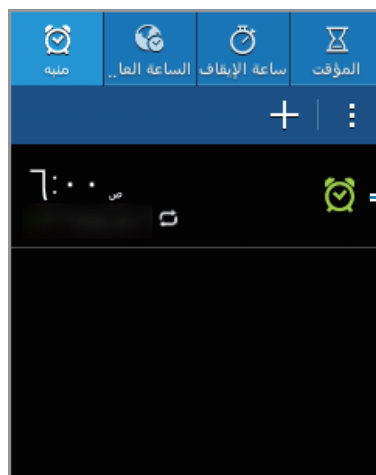 منبه
الساعة العا..
ساعة الإيقاف
المؤقت
٦:٠٠ ص